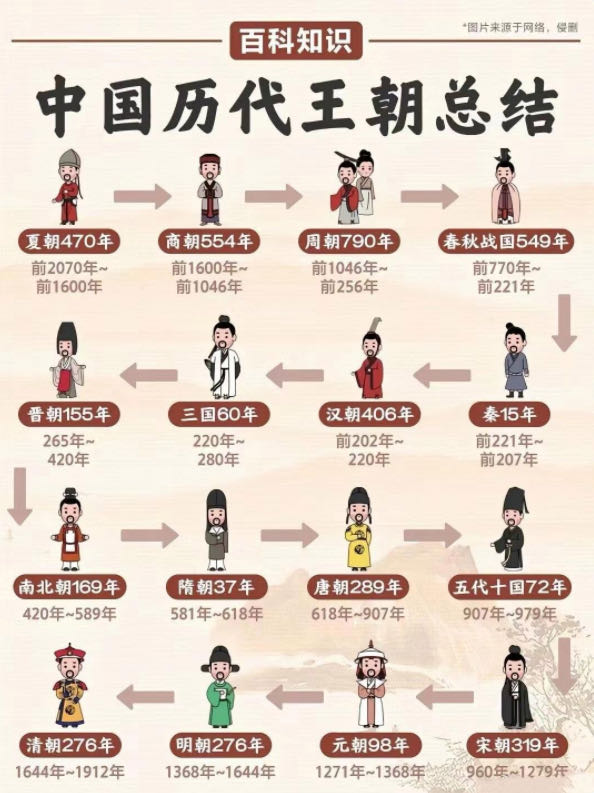 *图片来源于网络，侵删
百科知识
中国历代王朝总结
夏朝470年
前2070年~
前1600年
商朝554年
前1600年~
前1046年
周朝790年
前1046年~
前256年
春秋战国549年
前770年~
前221年
秦15年
前221年~
前207年
汉朝406年
前202年~
220年
三国60年
220年~
280年
晋朝155年
265年~
420年
南北朝169年
420年~589年
隋朝37年
581年~618年
唐朝289年
618年~907年
五代十国72年
907年~979年
宋朝319年
960年~1279年
元朝98年
1271年~1368年
明朝276年
1368年~1644年
清朝276年
1644年~1912年